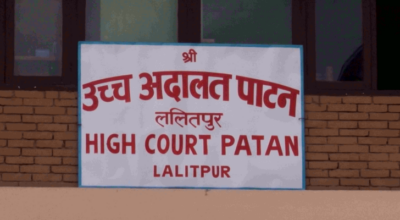 श्री
उच्च अदालत पाटन
ललितपुर
HIGH COURT PATAN
LALITPUR